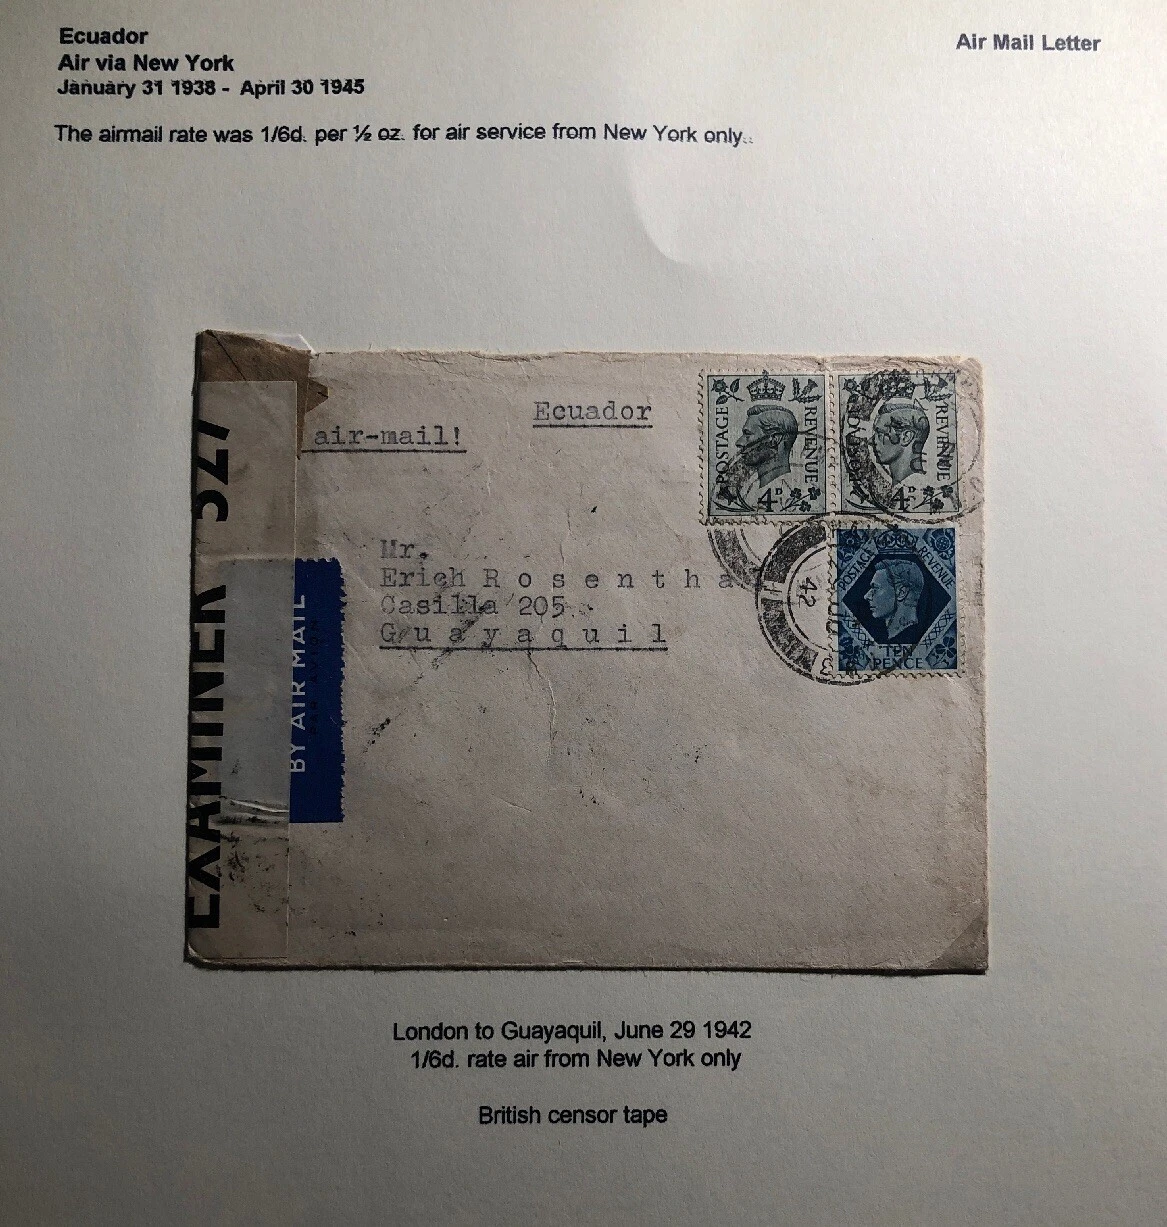 Ecuador
Air via New York
January 31 1938 - April 30 1945
Air Mail Letter
The airmail rate was 1/6d. per ½ oz. for air service from New York only..
Ecuador
air-mail!
POSTAGE REVENUE
4D
REVENUE
4D
Mr.
Erich Rosentha
Casilla 205
Guayaquil
42
POSTAGE REVENUE
TEN
PENCE
BY AIR MAIL
PAR AVION
EXAMINER 527
London to Guayaquil, June 29 1942
1/6d. rate air from New York only
British censor tape